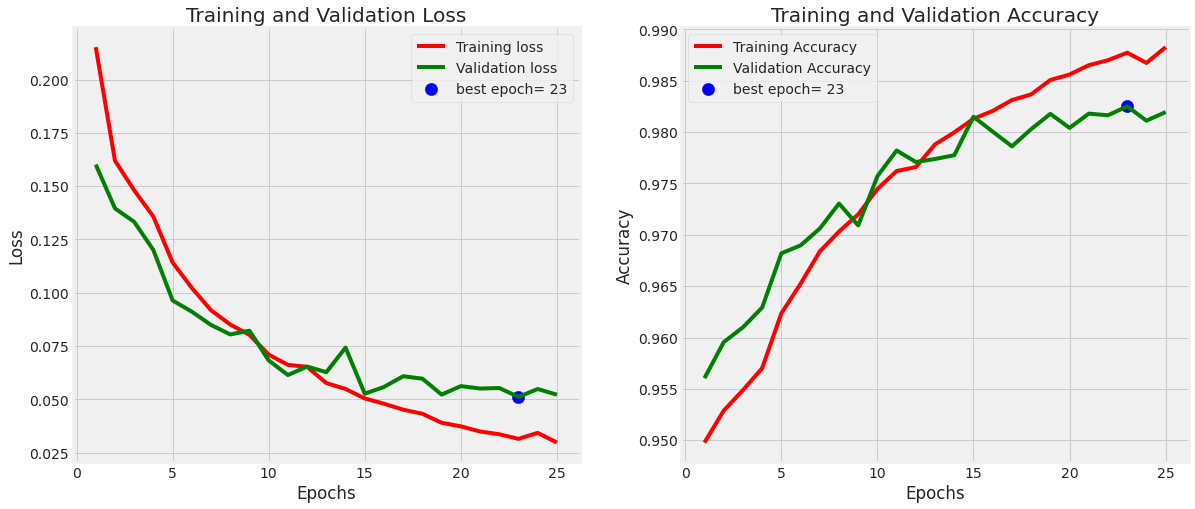 Training and Validation Loss
Training loss
Validation loss
best epoch= 23
0.200
0.175
0.150
0.125
0.100
0.075
0.050
0.025
Loss
0 5 10 15 20 25
Epochs
Training and Validation Accuracy
Training Accuracy
Validation Accuracy
best epoch= 23
0.990
0.985
0.980
0.975
0.970
0.965
0.960
0.955
0.950
Accuracy
0 5 10 15 20 25
Epochs